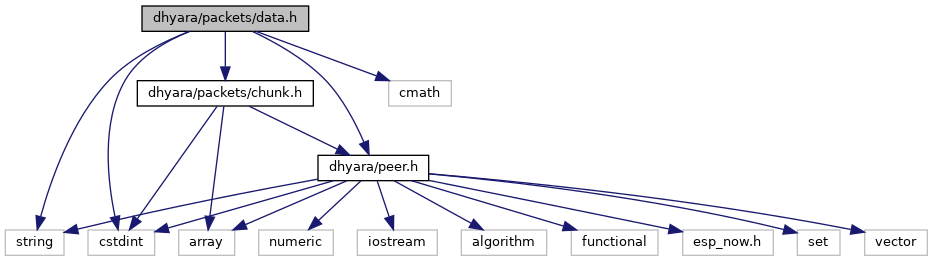 dhyara/packets/data.h
dhyara/packets/chunk.h
cmath
dhyara/peer.h
string
cstdint
array
numeric
iostream
algorithm
functional
esp_now.h
set
vector